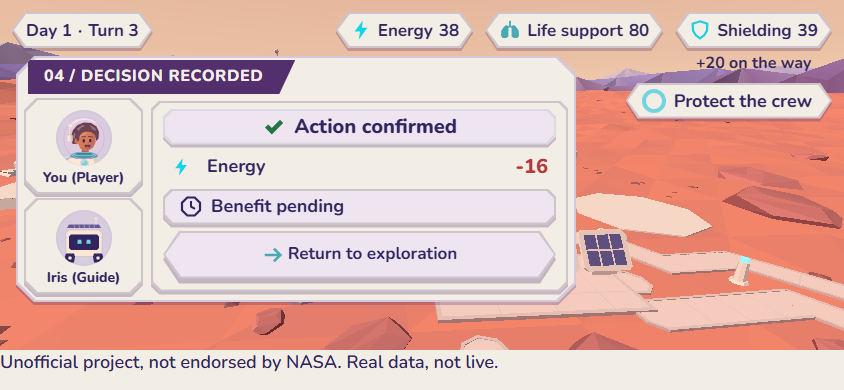 Day 1 · Turn 3
Energy 38
Life support 80
Shielding 39
+20 on the way
Protect the crew
04 / DECISION RECORDED
You (Player)
Iris (Guide)
Action confirmed
Energy -16
Benefit pending
Return to exploration
Unofficial project, not endorsed by NASA. Real data, not live.